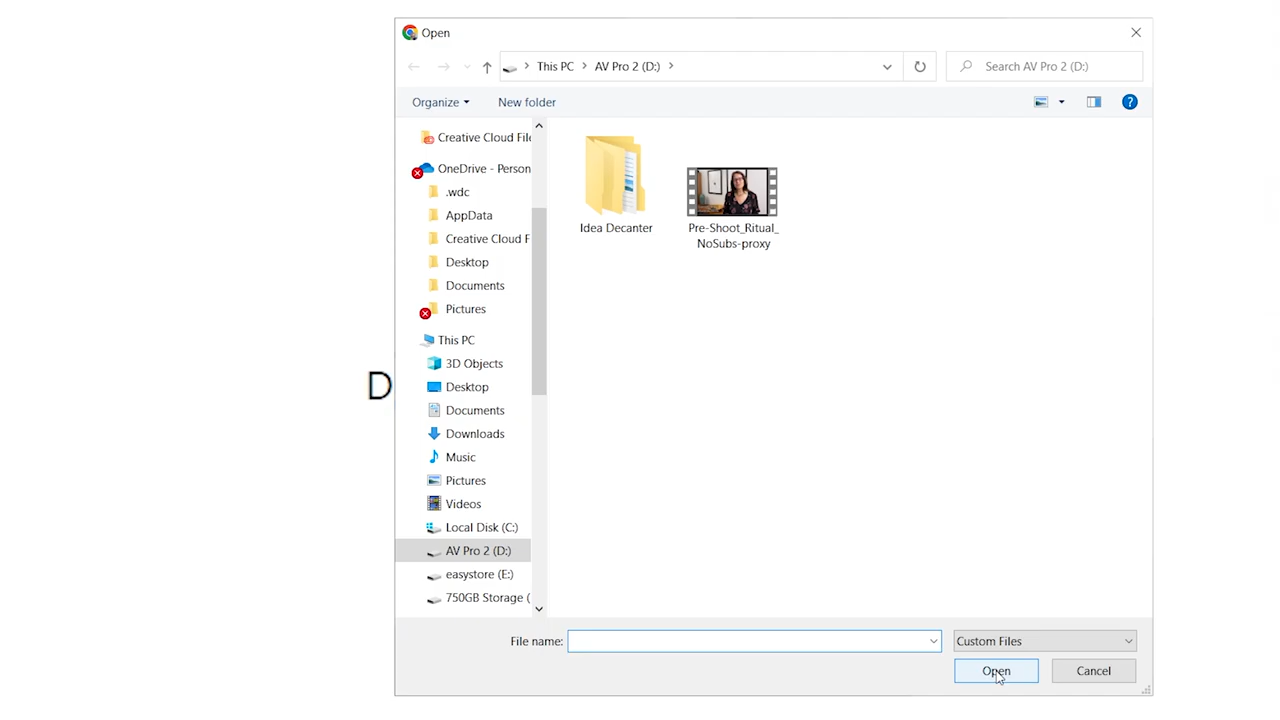 Open
This PC
AV Pro 2 (D:)
Search AV Pro 2 (D:)
Organize
New folder
Creative Cloud File
OneDrive - Person
.wdc
AppData
Creative Cloud F
Desktop
Documents
Pictures
This PC
3D Objects
Desktop
Documents
Downloads
Music
Pictures
Videos
Local Disk (C:)
AV Pro 2 (D:)
easystore (E:)
750GB Storage (
D
Idea Decanter
Pre-Shoot_Ritual_
NoSubs-proxy
File name:
Custom Files
Open
Cancel